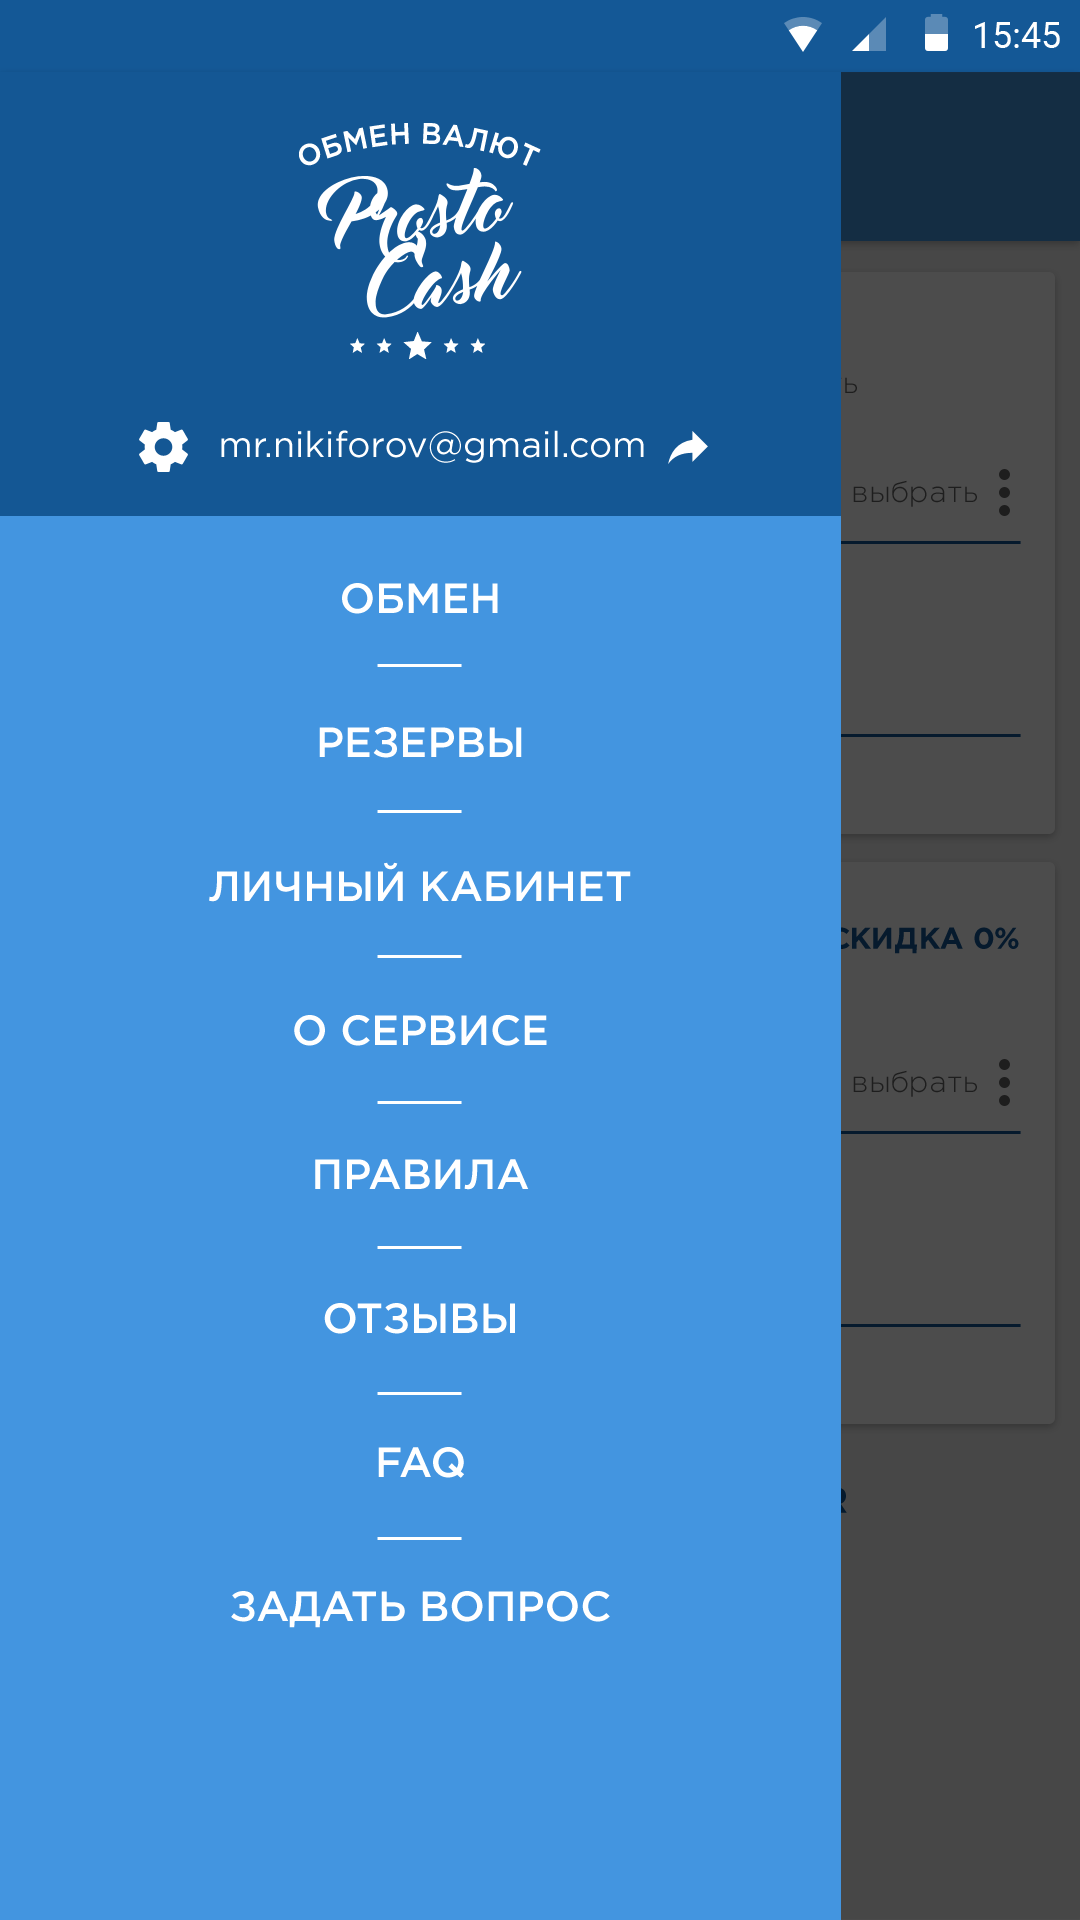 15:45
ОБМЕН ВАЛЮТ
Prosto
Cash
mr.nikiforov@gmail.com
выбрать
ОБМЕН
РЕЗЕРВЫ
ЛИЧНЫЙ КАБИНЕТ
СКИДКА 0%
О СЕРВИСЕ
выбрать
ПРАВИЛА
ОТЗЫВЫ
FAQ
ЗАДАТЬ ВОПРОС